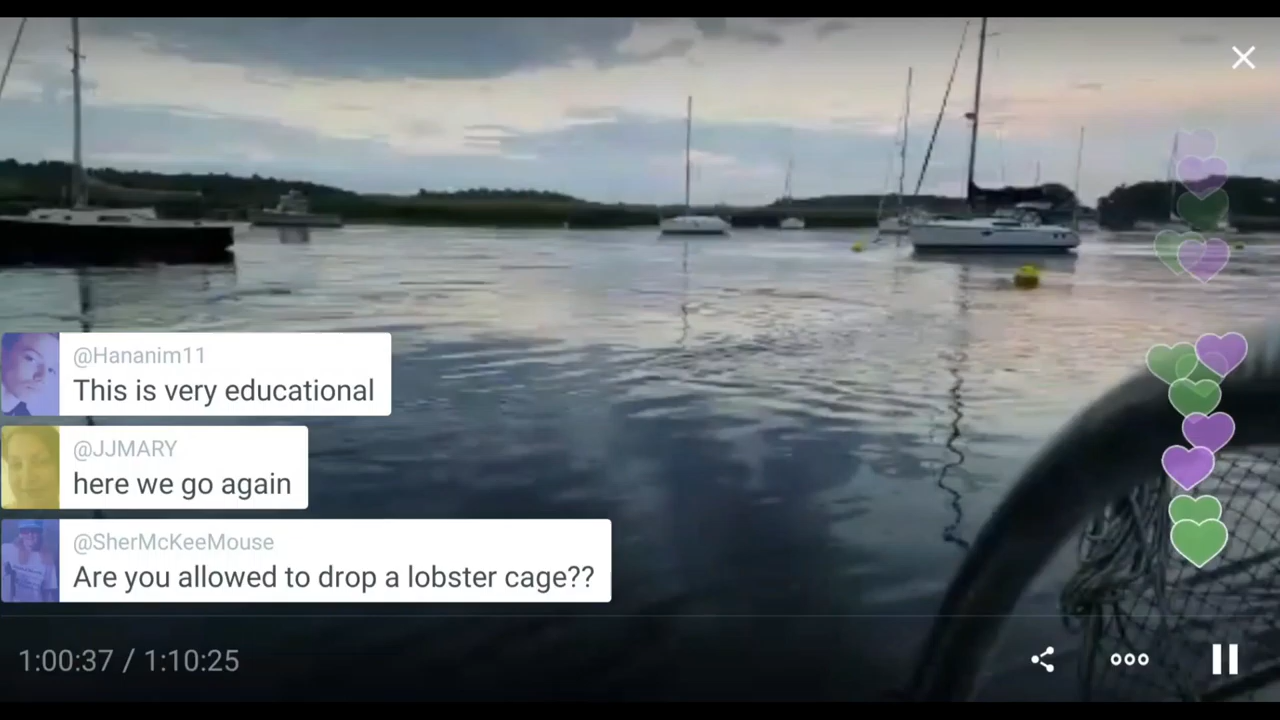 @Hananim11
This is very educational
@JJMARY
here we go again
@SherMcKeeMouse
Are you allowed to drop a lobster cage??
1:00:37 / 1:10:25